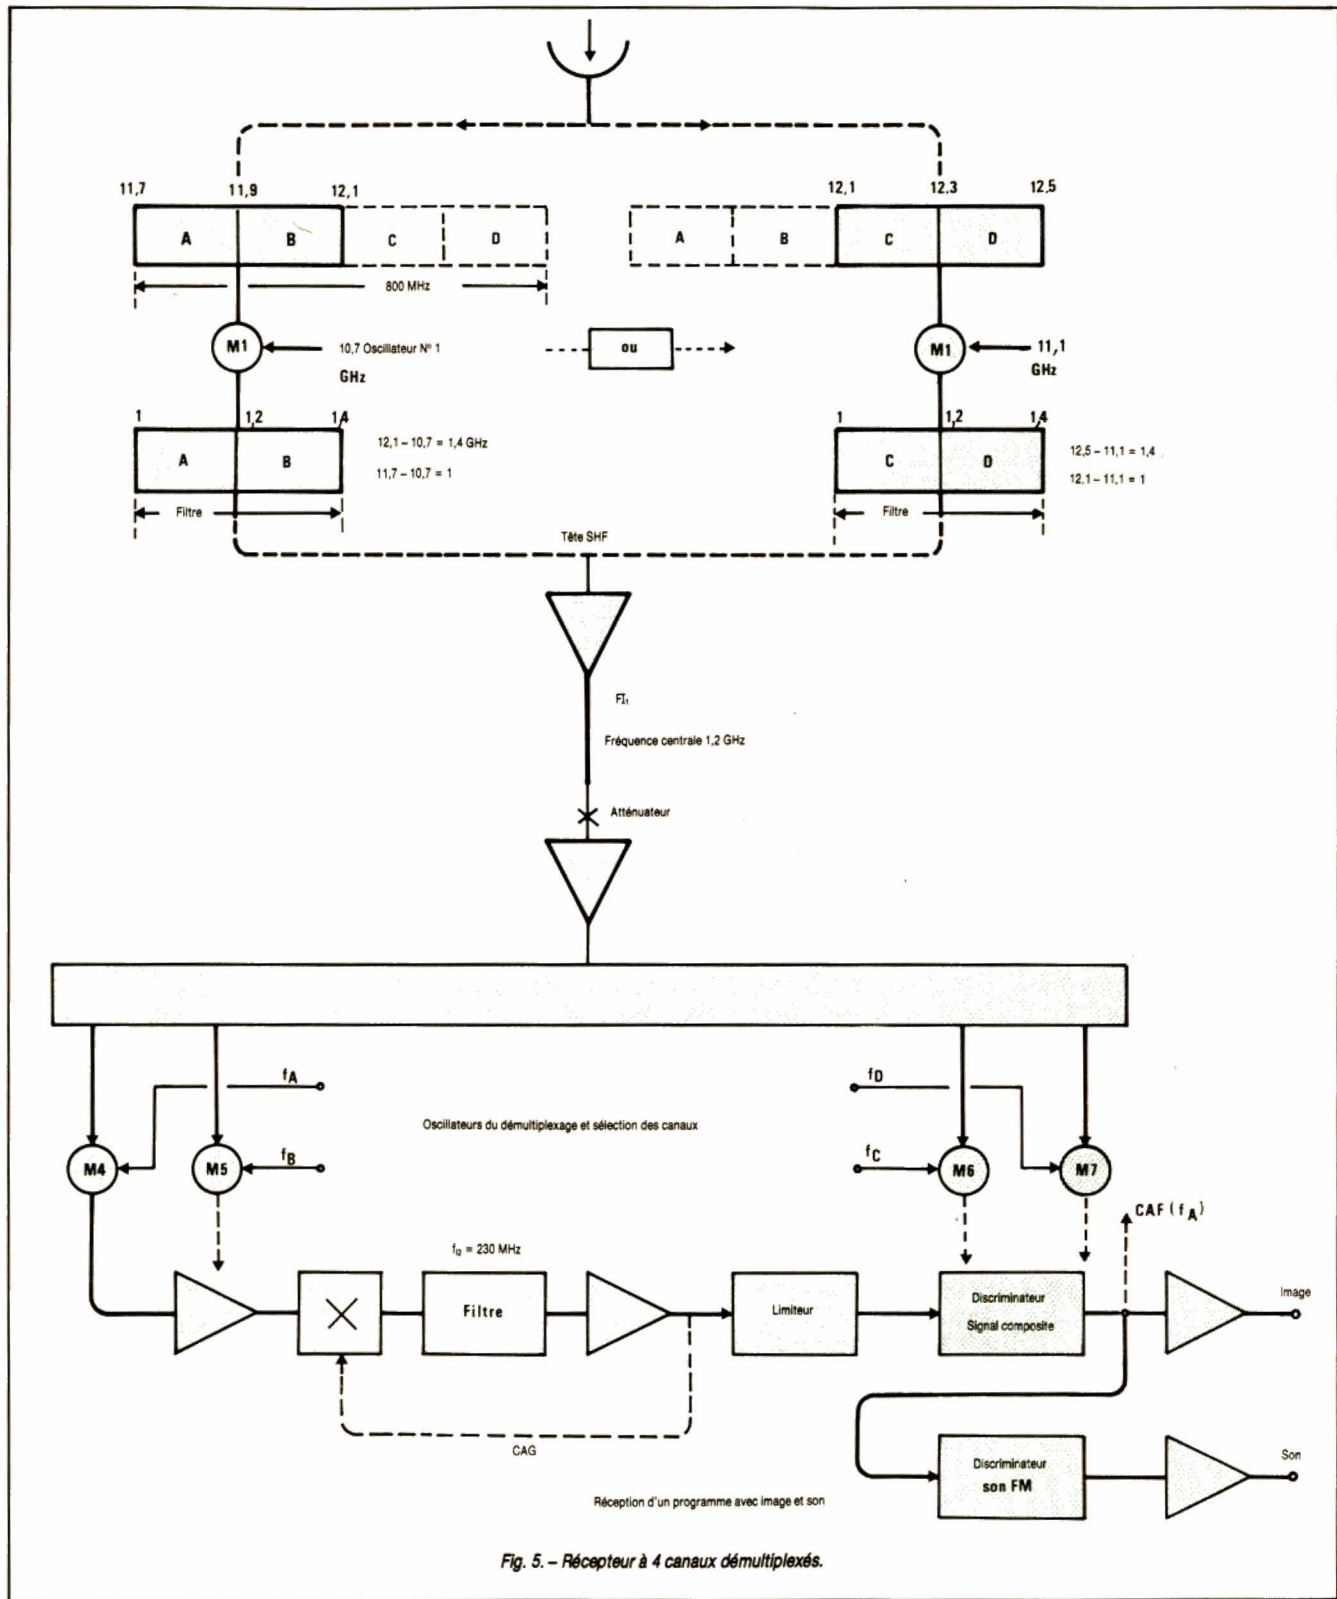 11,7 11,9 12,1
12,1 12,3 12,5
A B C D
A B C D
800 MHz
M1
10,7 Oscillateur N° 1
GHz
ou
M1
11,1
GHz
1 1,2 1,4
1 1,2 1,4
A B
12,1 – 10,7 = 1,4 GHz
11,7 – 10,7 = 1
C D
12,5 – 11,1 = 1,4
12,1 – 11,1 = 1
Filtre
Filtre
Tête SHF
FI₁
Fréquence centrale 1,2 GHz
Atténuateur
fA
fD
Oscillateurs du démultiplexage et sélection des canaux
M4
M5
fB
fC
M6
M7
CAF (fA)
fI2 = 230 MHz
Filtre
Limiteur
Discriminateur
Signal composite
Image
CAG
Discriminateur
son FM
Son
Réception d'un programme avec image et son
Fig. 5. – Récepteur à 4 canaux démultiplexés.